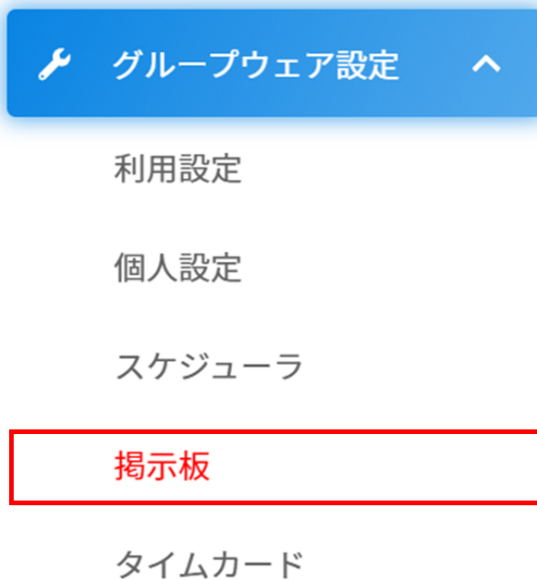 グループウェア設定
利用設定
個人設定
スケジューラ
掲示板
タイムカード